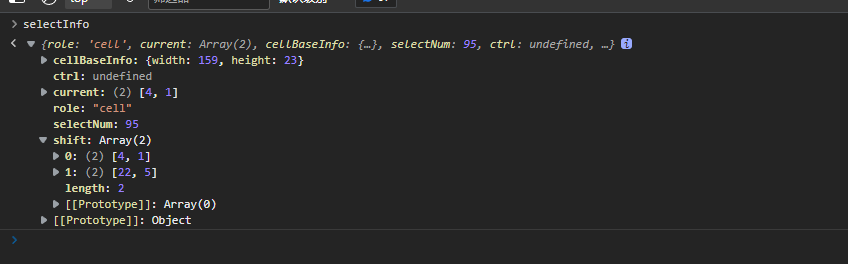 top
selectInfo
{role: 'cell', current: Array(2), cellBaseInfo: {…}, selectNum: 95, ctrl: undefined, …} i
cellBaseInfo: {width: 159, height: 23}
ctrl: undefined
current: (2) [4, 1]
role: "cell"
selectNum: 95
shift: Array(2)
0: (2) [4, 1]
1: (2) [22, 5]
length: 2
[[Prototype]]: Array(0)
[[Prototype]]: Object